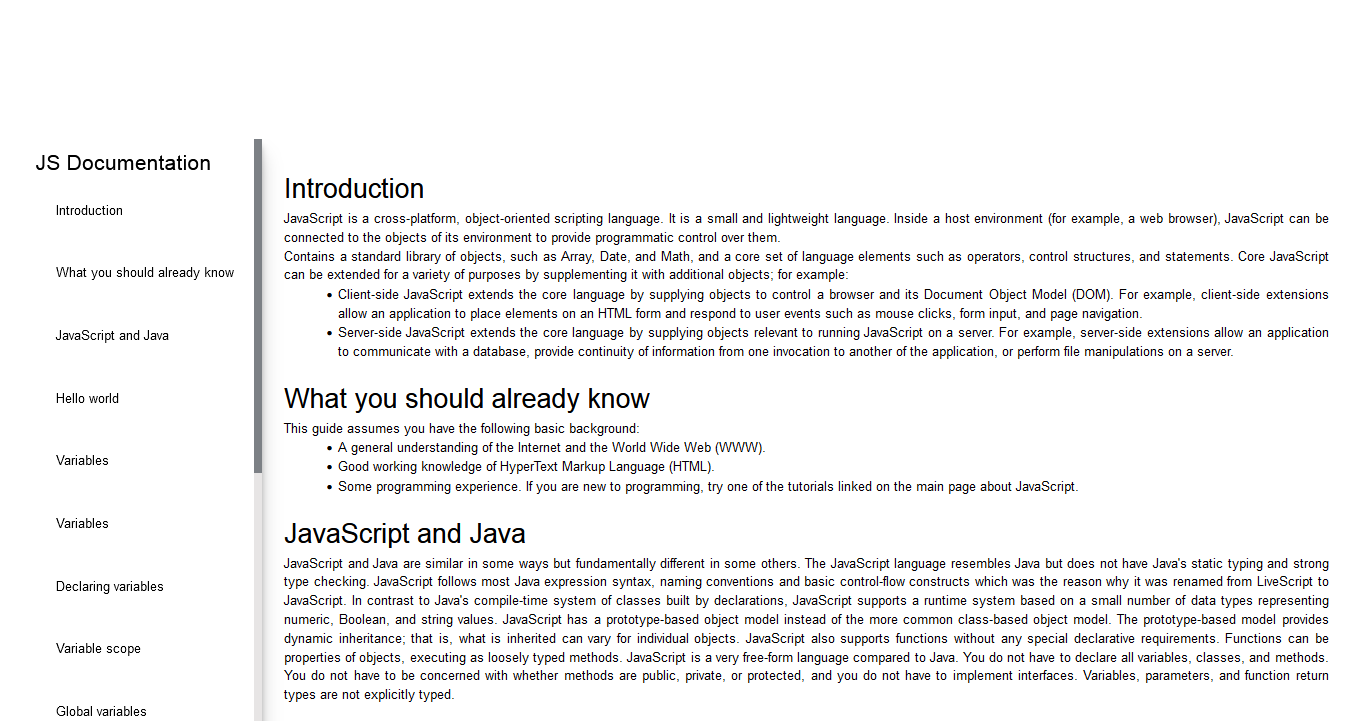 JS Documentation
Introduction
What you should already know
JavaScript and Java
Hello world
Variables
Variables
Declaring variables
Variable scope
Global variables
Introduction
JavaScript is a cross-platform, object-oriented scripting language. It is a small and lightweight language. Inside a host environment (for example, a web browser), JavaScript can be
connected to the objects of its environment to provide programmatic control over them.
Contains a standard library of objects, such as Array, Date, and Math, and a core set of language elements such as operators, control structures, and statements. Core JavaScript
can be extended for a variety of purposes by supplementing it with additional objects; for example:
• Client-side JavaScript extends the core language by supplying objects to control a browser and its Document Object Model (DOM). For example, client-side extensions
allow an application to place elements on an HTML form and respond to user events such as mouse clicks, form input, and page navigation.
• Server-side JavaScript extends the core language by supplying objects relevant to running JavaScript on a server. For example, server-side extensions allow an application
to communicate with a database, provide continuity of information from one invocation to another of the application, or perform file manipulations on a server.
What you should already know
This guide assumes you have the following basic background:
• A general understanding of the Internet and the World Wide Web (WWW).
• Good working knowledge of HyperText Markup Language (HTML).
• Some programming experience. If you are new to programming, try one of the tutorials linked on the main page about JavaScript.
JavaScript and Java
JavaScript and Java are similar in some ways but fundamentally different in some others. The JavaScript language resembles Java but does not have Java's static typing and strong
type checking. JavaScript follows most Java expression syntax, naming conventions and basic control-flow constructs which was the reason why it was renamed from LiveScript to
JavaScript. In contrast to Java's compile-time system of classes built by declarations, JavaScript supports a runtime system based on a small number of data types representing
numeric, Boolean, and string values. JavaScript has a prototype-based object model instead of the more common class-based object model. The prototype-based model provides
dynamic inheritance; that is, what is inherited can vary for individual objects. JavaScript also supports functions without any special declarative requirements. Functions can be
properties of objects, executing as loosely typed methods. JavaScript is a very free-form language compared to Java. You do not have to declare all variables, classes, and methods.
You do not have to be concerned with whether methods are public, private, or protected, and you do not have to implement interfaces. Variables, parameters, and function return
types are not explicitly typed.